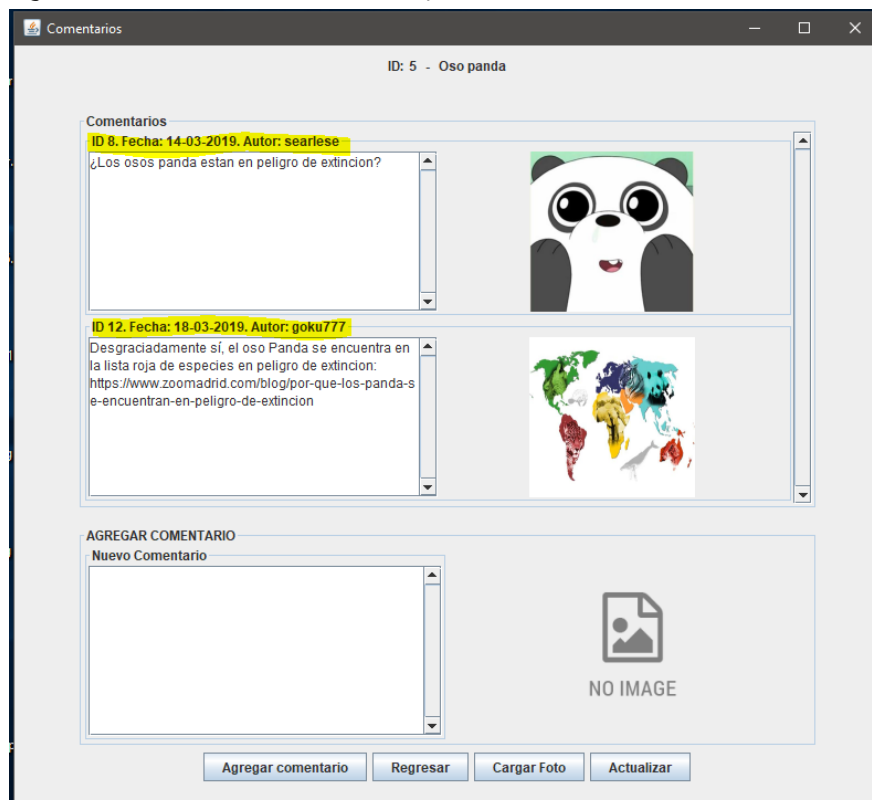 Comentarios
ID: 5 - Oso panda
Comentarios
ID 8. Fecha: 14-03-2019. Autor: searlese
¿Los osos panda estan en peligro de extincion?
ID 12. Fecha: 18-03-2019. Autor: goku777
Desgraciadamente sí, el oso Panda se encuentra en
la lista roja de especies en peligro de extincion:
https://www.zoomadrid.com/blog/por-que-los-panda-s
e-encuentran-en-peligro-de-extincion
AGREGAR COMENTARIO
Nuevo Comentario
NO IMAGE
Agregar comentario
Regresar
Cargar Foto
Actualizar